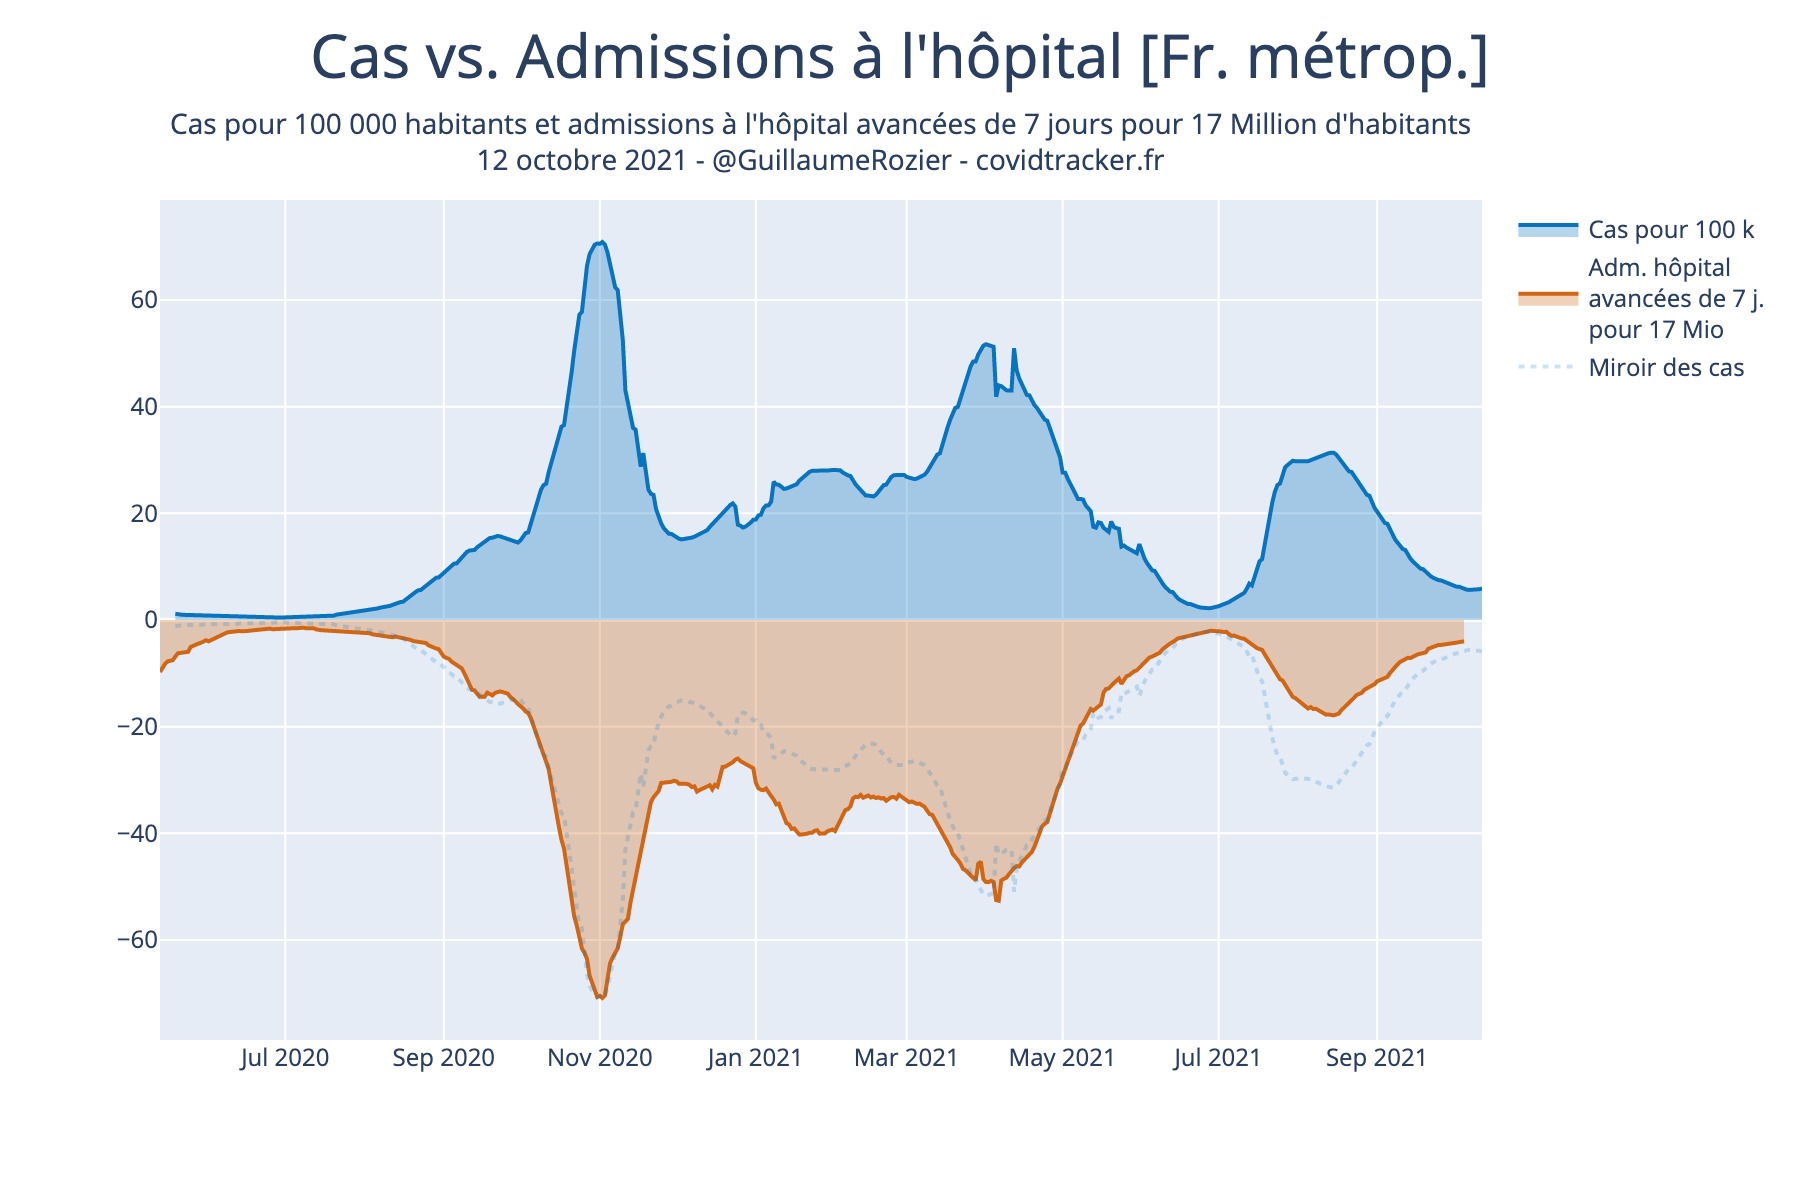 Cas vs. Admissions à l'hôpital [Fr. métrop.]
Cas pour 100 000 habitants et admissions à l'hôpital avancées de 7 jours pour 17 Million d'habitants
12 octobre 2021 - @GuillaumeRozier - covidtracker.fr
Cas pour 100 k
Adm. hôpital
avancées de 7 j.
pour 17 Mio
Miroir des cas
60
40
20
0
−20
−40
−60
Jul 2020
Sep 2020
Nov 2020
Jan 2021
Mar 2021
May 2021
Jul 2021
Sep 2021